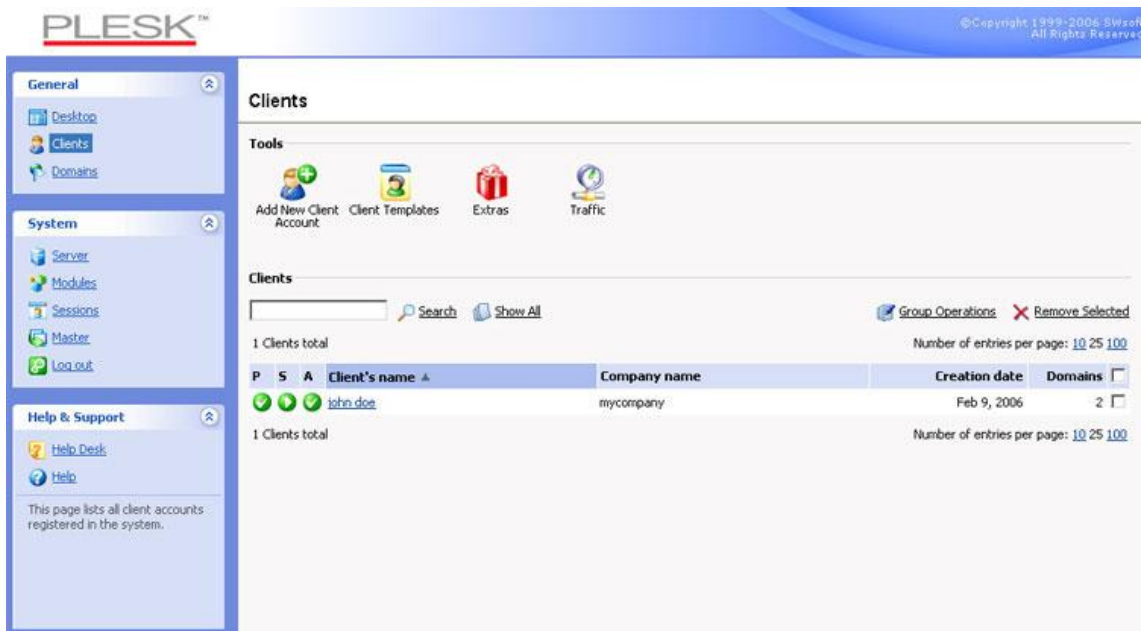 PLESK™
©Copyright 1999-2006 SWsoft
All Rights Reserved
General
Desktop
Clients
Domains
System
Server
Modules
Sessions
Master
Log out
Help & Support
Help Desk
Help
This page lists all client accounts
registered in the system.
Clients
Tools
Add New Client
Account
Client Templates
Extras
Traffic
Clients
Search Show All Group Operations Remove Selected
1 Clients total Number of entries per page: 10 25 100
P S A Client's name Company name Creation date Domains
john doe mycompany Feb 9, 2006 2
1 Clients total Number of entries per page: 10 25 100